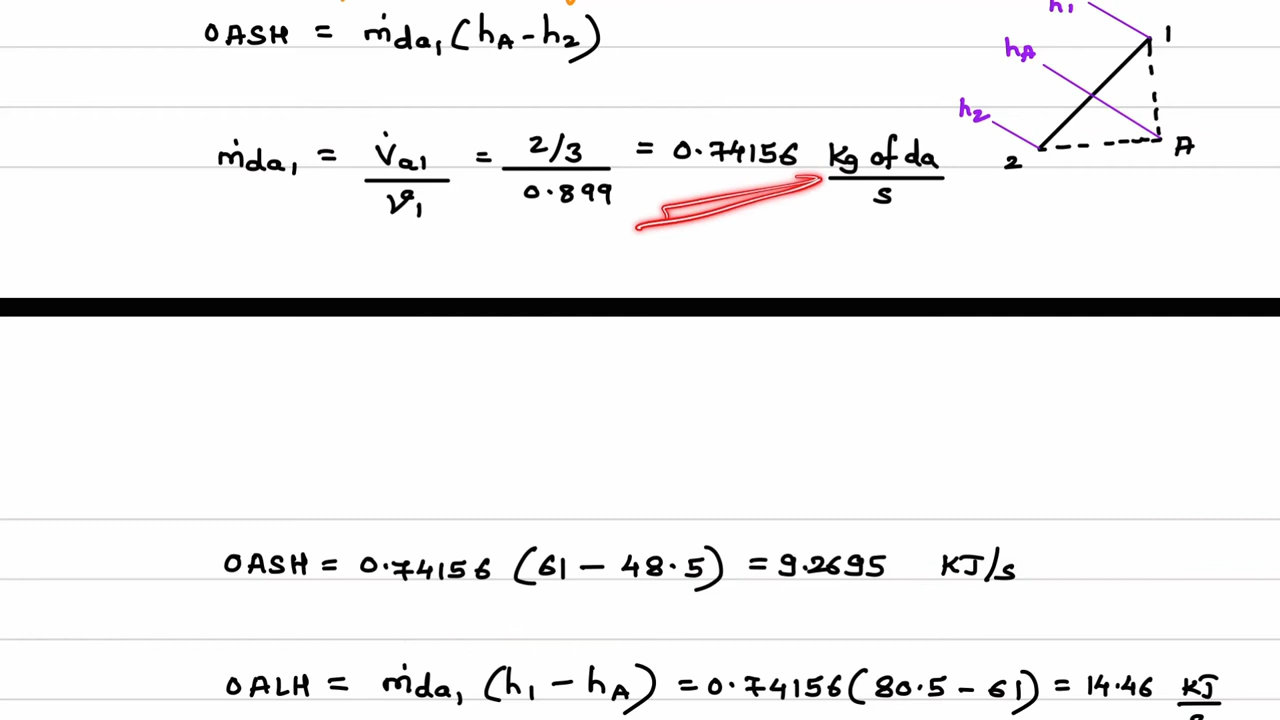 OASH = ṁda₁ (hA - h₂)
h₁
1
hA
h₂
2
A
ṁda₁ = V̇a₁ / v₁ = 2/3 / 0.899 = 0.74156 Kg of da / s
OASH = 0.74156 (61 - 48.5) = 9.2695 KJ/s
OALH = ṁda₁ (h₁ - hA) = 0.74156 (80.5 - 61) = 14.46 KJ